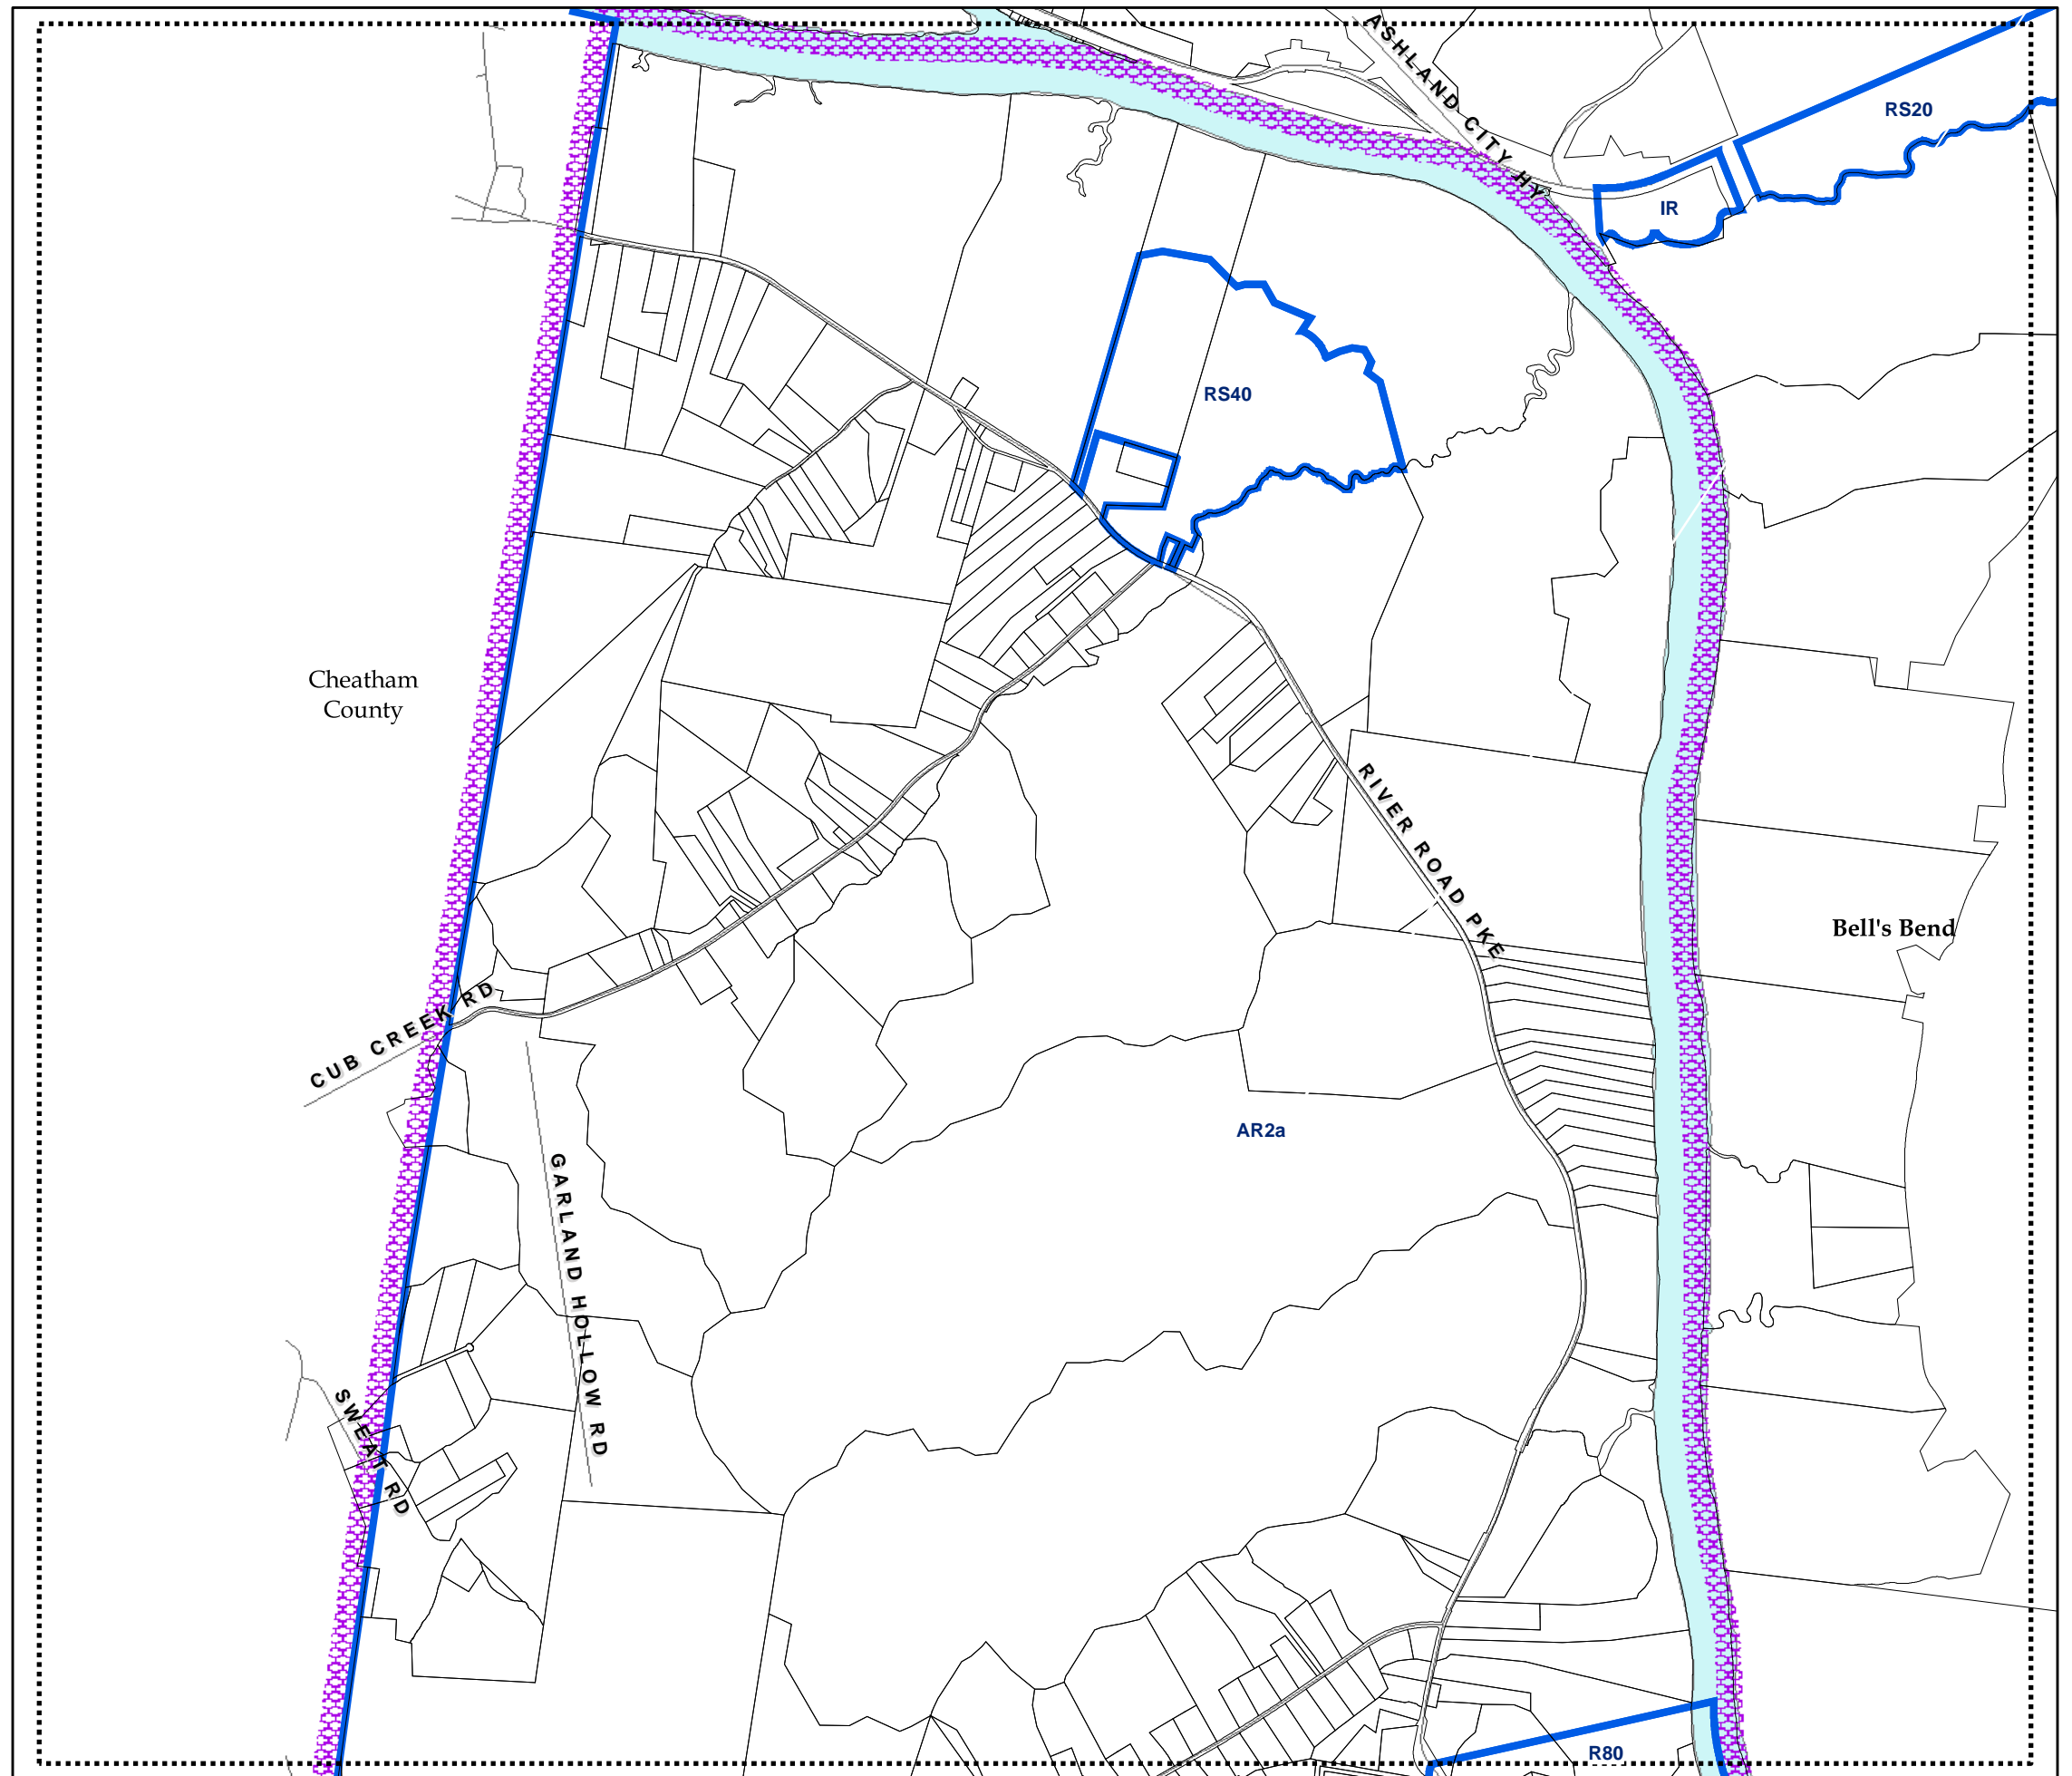 ASHLAND CITY HY
RS20
IR
RS40
Cheatham
County
RIVER ROAD PKE
Bell's Bend
CUB CREEK RD
AR2a
GARLAND HOLLOW RD
SWEAT RD
R80